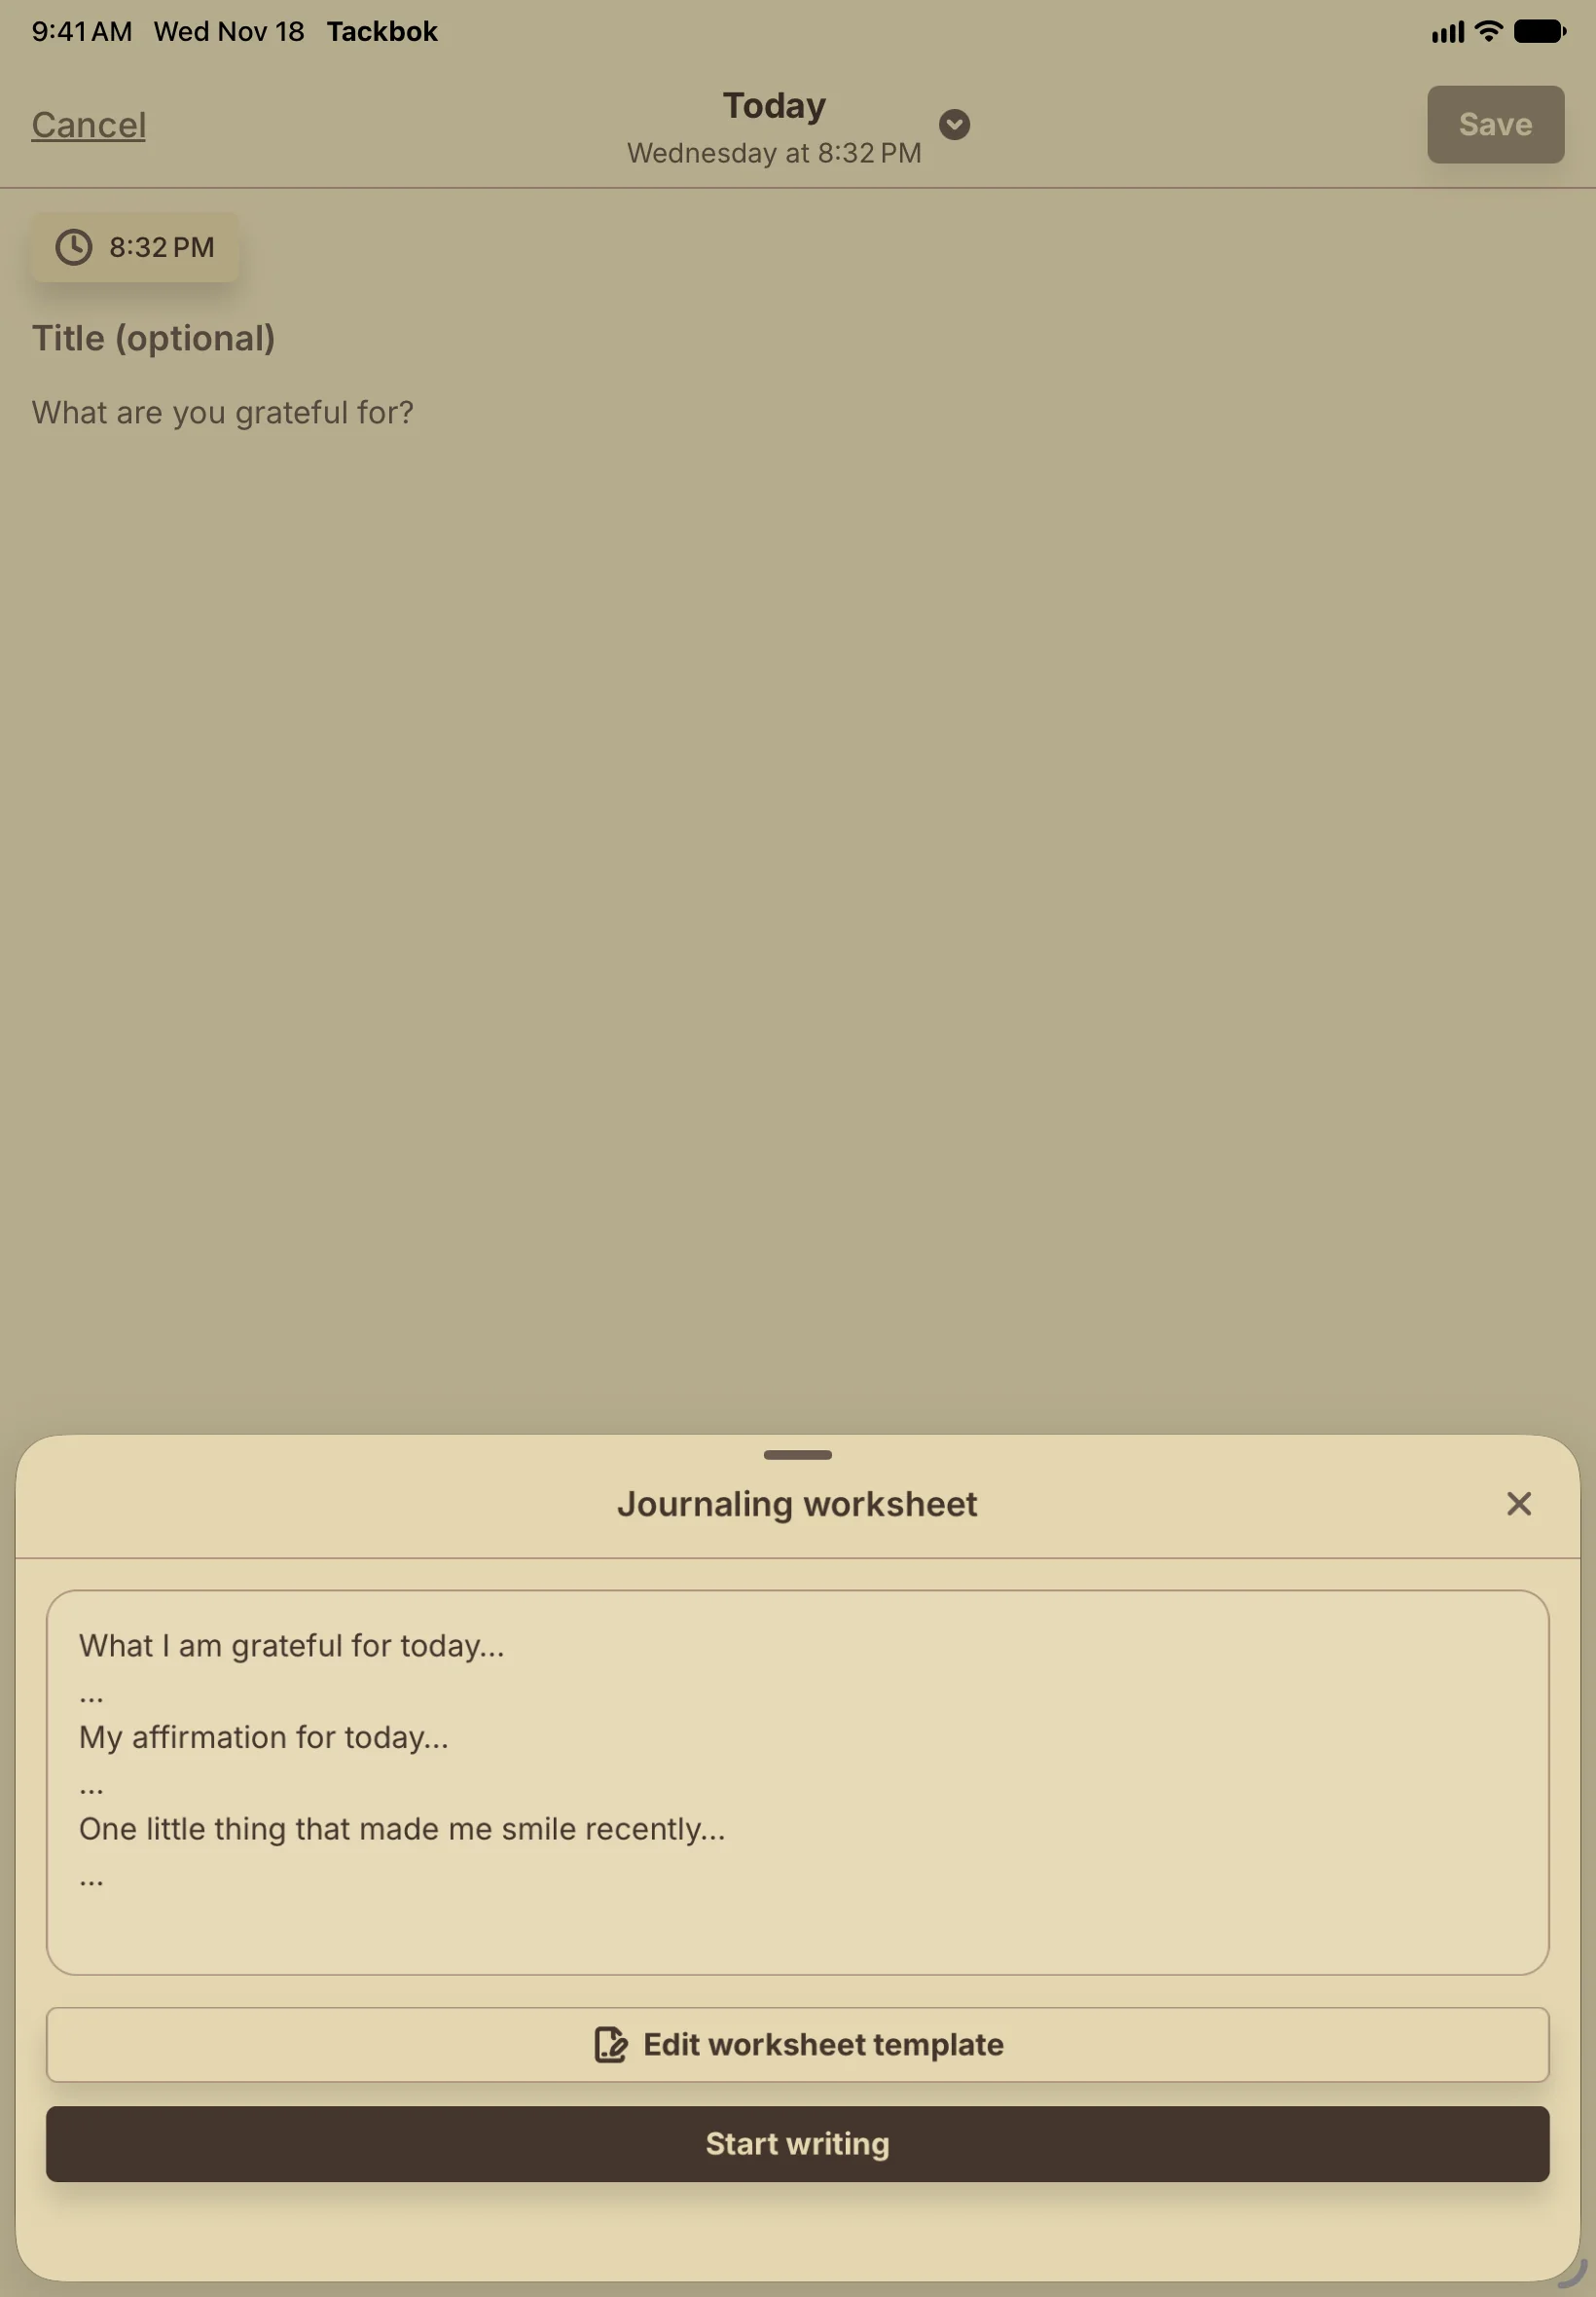 9:41 AM Wed Nov 18 Tackbok
Cancel
Today
Wednesday at 8:32 PM
Save
8:32 PM
Title (optional)
What are you grateful for?
Journaling worksheet
What I am grateful for today...
...
My affirmation for today...
...
One little thing that made me smile recently...
...
Edit worksheet template
Start writing